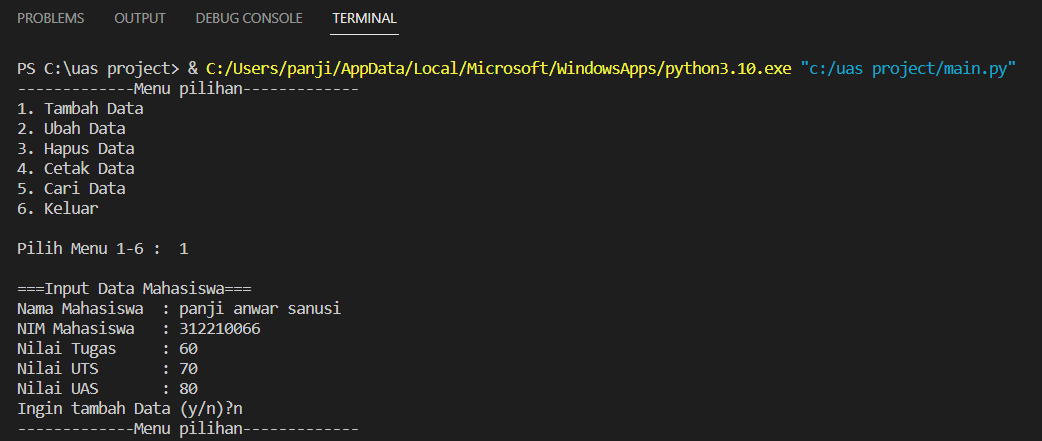 PROBLEMS OUTPUT DEBUG CONSOLE TERMINAL
PS C:\uas project> & C:/Users/panji/AppData/Local/Microsoft/WindowsApps/python3.10.exe "c:/uas project/main.py"
-------------Menu pilihan-------------
1. Tambah Data
2. Ubah Data
3. Hapus Data
4. Cetak Data
5. Cari Data
6. Keluar
Pilih Menu 1-6 :  1
===Input Data Mahasiswa===
Nama Mahasiswa  : panji anwar sanusi
NIM Mahasiswa   : 312210066
Nilai Tugas     : 60
Nilai UTS       : 70
Nilai UAS       : 80
Ingin tambah Data (y/n)?n
-------------Menu pilihan-------------